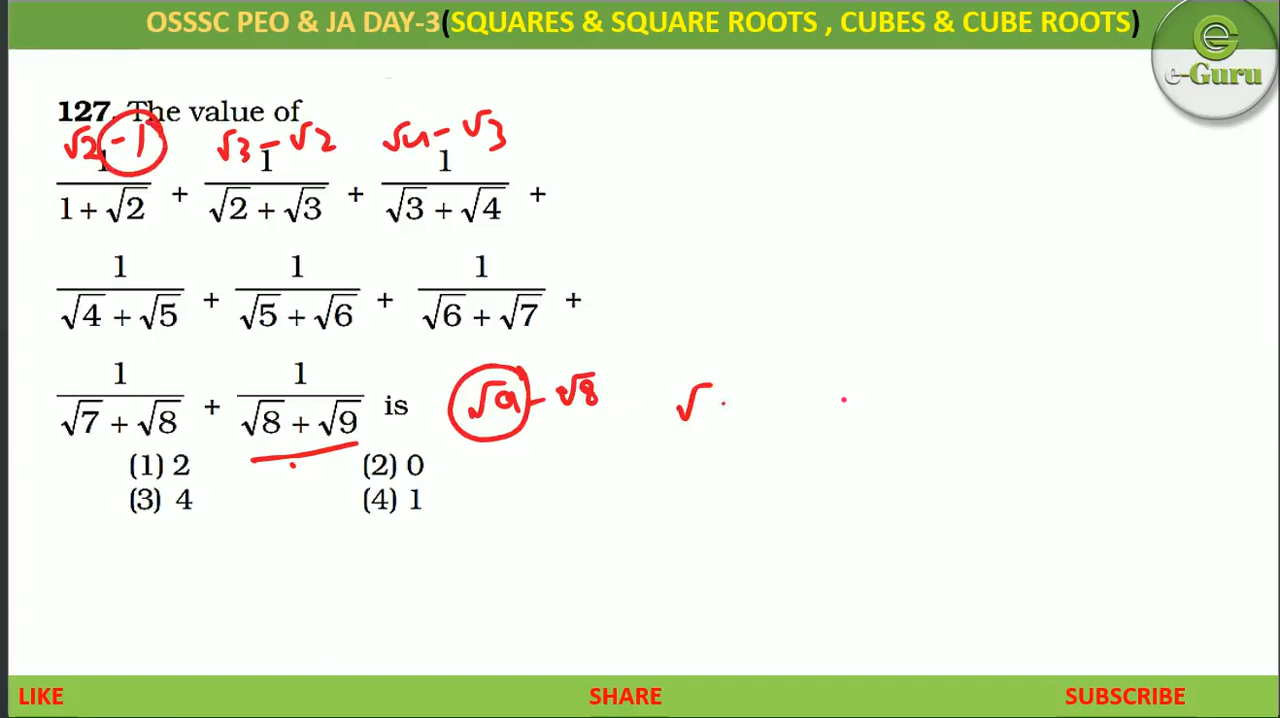 OSSSC PEO & JA DAY-3(SQUARES & SQUARE ROOTS , CUBES & CUBE ROOTS)
e-Guru
127. The value of
√2 -1 √3 - √2 √4 - √3
1/(1+√2) + 1/(√2+√3) + 1/(√3+√4) +
1/(√4+√5) + 1/(√5+√6) + 1/(√6+√7) +
1/(√7+√8) + 1/(√8+√9) is √9 - √8 √
(1) 2 (2) 0
(3) 4 (4) 1
LIKE SHARE SUBSCRIBE